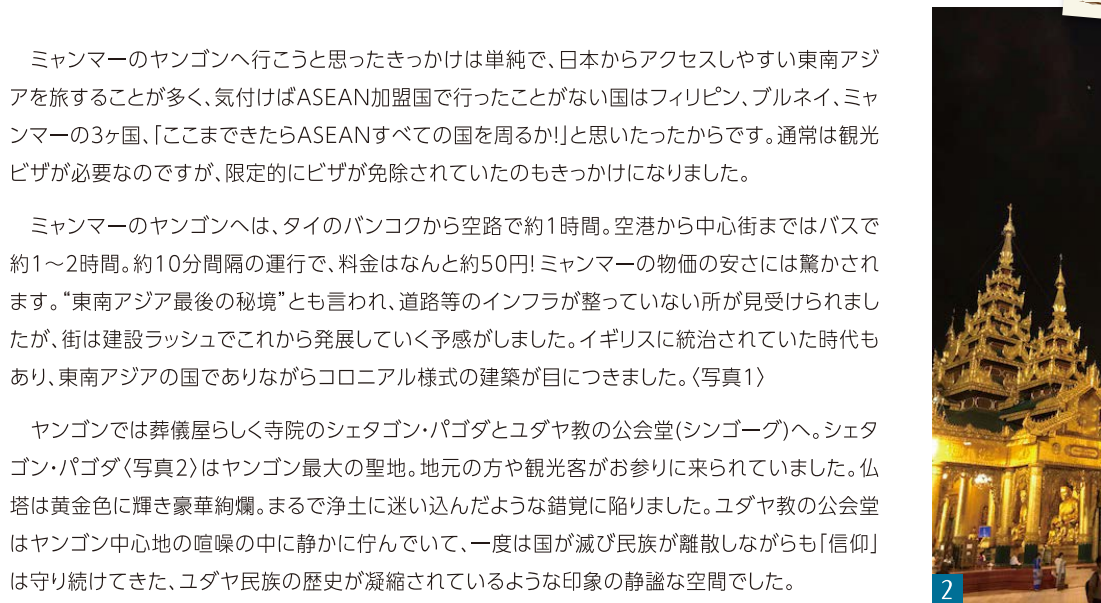 ミャンマーのヤンゴンへ行こうと思ったきっかけは単純で、日本からアクセスしやすい東南アジ
アを旅することが多く、気付けばASEAN加盟国で行ったことがない国はフィリピン、ブルネイ、ミャ
ンマーの3ヶ国、「ここまできたらASEANすべての国を周るか!」と思いたったからです。通常は観光
ビザが必要なのですが、限定的にビザが免除されていたのもきっかけになりました。
ミャンマーのヤンゴンへは、タイのバンコクから空路で約1時間。空港から中心街まではバスで
約1～2時間。約10分間隔の運行で、料金はなんと約50円! ミャンマーの物価の安さには驚かされ
ます。“東南アジア最後の秘境”とも言われ、道路等のインフラが整っていない所が見受けられまし
たが、街は建設ラッシュでこれから発展していく予感がしました。イギリスに統治されていた時代も
あり、東南アジアの国でありながらコロニアル様式の建築が目につきました。〈写真1〉
ヤンゴンでは葬儀屋らしく寺院のシェタゴン・パゴダとユダヤ教の公会堂(シンゴーグ)へ。シェタ
ゴン・パゴダ〈写真2〉はヤンゴン最大の聖地。地元の方や観光客がお参りに来られていました。仏
塔は黄金色に輝き豪華絢爛。まるで浄土に迷い込んだような錯覚に陥りました。ユダヤ教の公会堂
はヤンゴン中心地の喧噪の中に静かに佇んでいて、一度は国が滅び民族が離散しながらも「信仰」
は守り続けてきた、ユダヤ民族の歴史が凝縮されているような印象の静謐な空間でした。
2